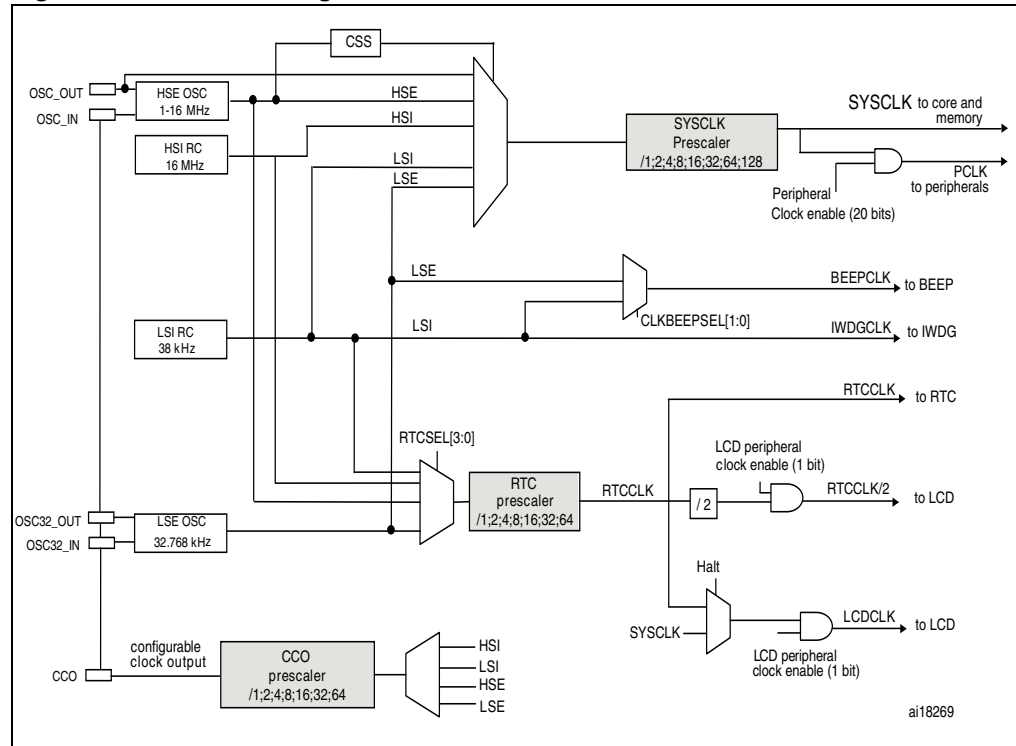 CSS
OSC_OUT
OSC_IN
HSE OSC
1-16 MHz
HSE
HSI
LSI
LSE
HSI RC
16 MHz
SYSCLK
Prescaler
/1;2;4;8;16;32;64;128
SYSCLK to core and
memory
PCLK
to peripherals
Peripheral
Clock enable (20 bits)
LSE
BEEPCLK
to BEEP
CLKBEEPSEL[1:0]
LSI RC
38 kHz
LSI
IWDGCLK
to IWDG
RTCCLK
to RTC
RTCSEL[3:0]
RTC
prescaler
/1;2;4;8;16;32;64
RTCCLK
/ 2
LCD peripheral
clock enable (1 bit)
RTCCLK/2
to LCD
OSC32_OUT
OSC32_IN
LSE OSC
32.768 kHz
Halt
SYSCLK
LCDCLK
to LCD
LCD peripheral
clock enable (1 bit)
CCO
configurable
clock output
CCO
prescaler
/1;2;4;8;16;32;64
HSI
LSI
HSE
LSE
ai18269